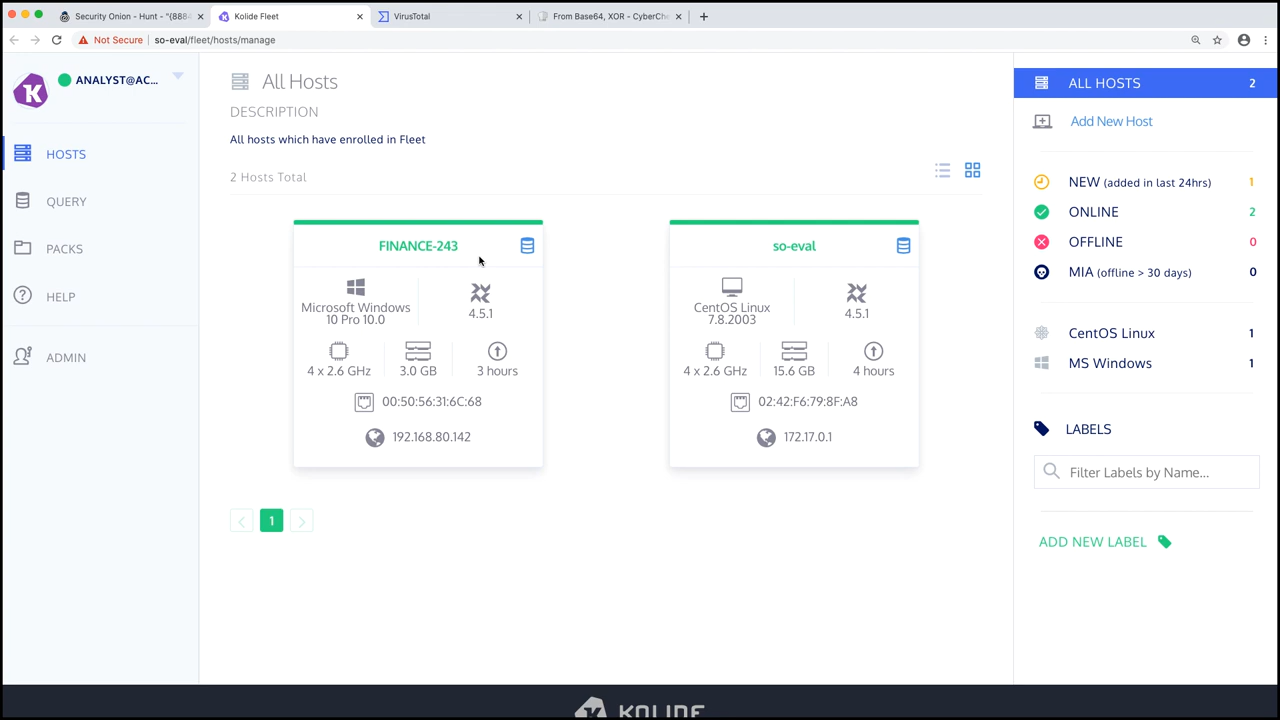 Security Onion - Hunt - "{8884
Kolide Fleet
VirusTotal
From Base64, XOR - CyberChe
Not Secure
so-eval/fleet/hosts/manage
ANALYST@AC...
HOSTS
QUERY
PACKS
HELP
ADMIN
All Hosts
DESCRIPTION
All hosts which have enrolled in Fleet
2 Hosts Total
FINANCE-243
Microsoft Windows
10 Pro 10.0
4.5.1
4 x 2.6 GHz
3.0 GB
3 hours
00:50:56:31:6C:68
192.168.80.142
so-eval
CentOS Linux
7.8.2003
4.5.1
4 x 2.6 GHz
15.6 GB
4 hours
02:42:F6:79:8F:A8
172.17.0.1
1
ALL HOSTS 2
Add New Host
NEW (added in last 24hrs) 1
ONLINE 2
OFFLINE 0
MIA (offline > 30 days) 0
CentOS Linux 1
MS Windows 1
LABELS
Filter Labels by Name...
ADD NEW LABEL
KOLIDE